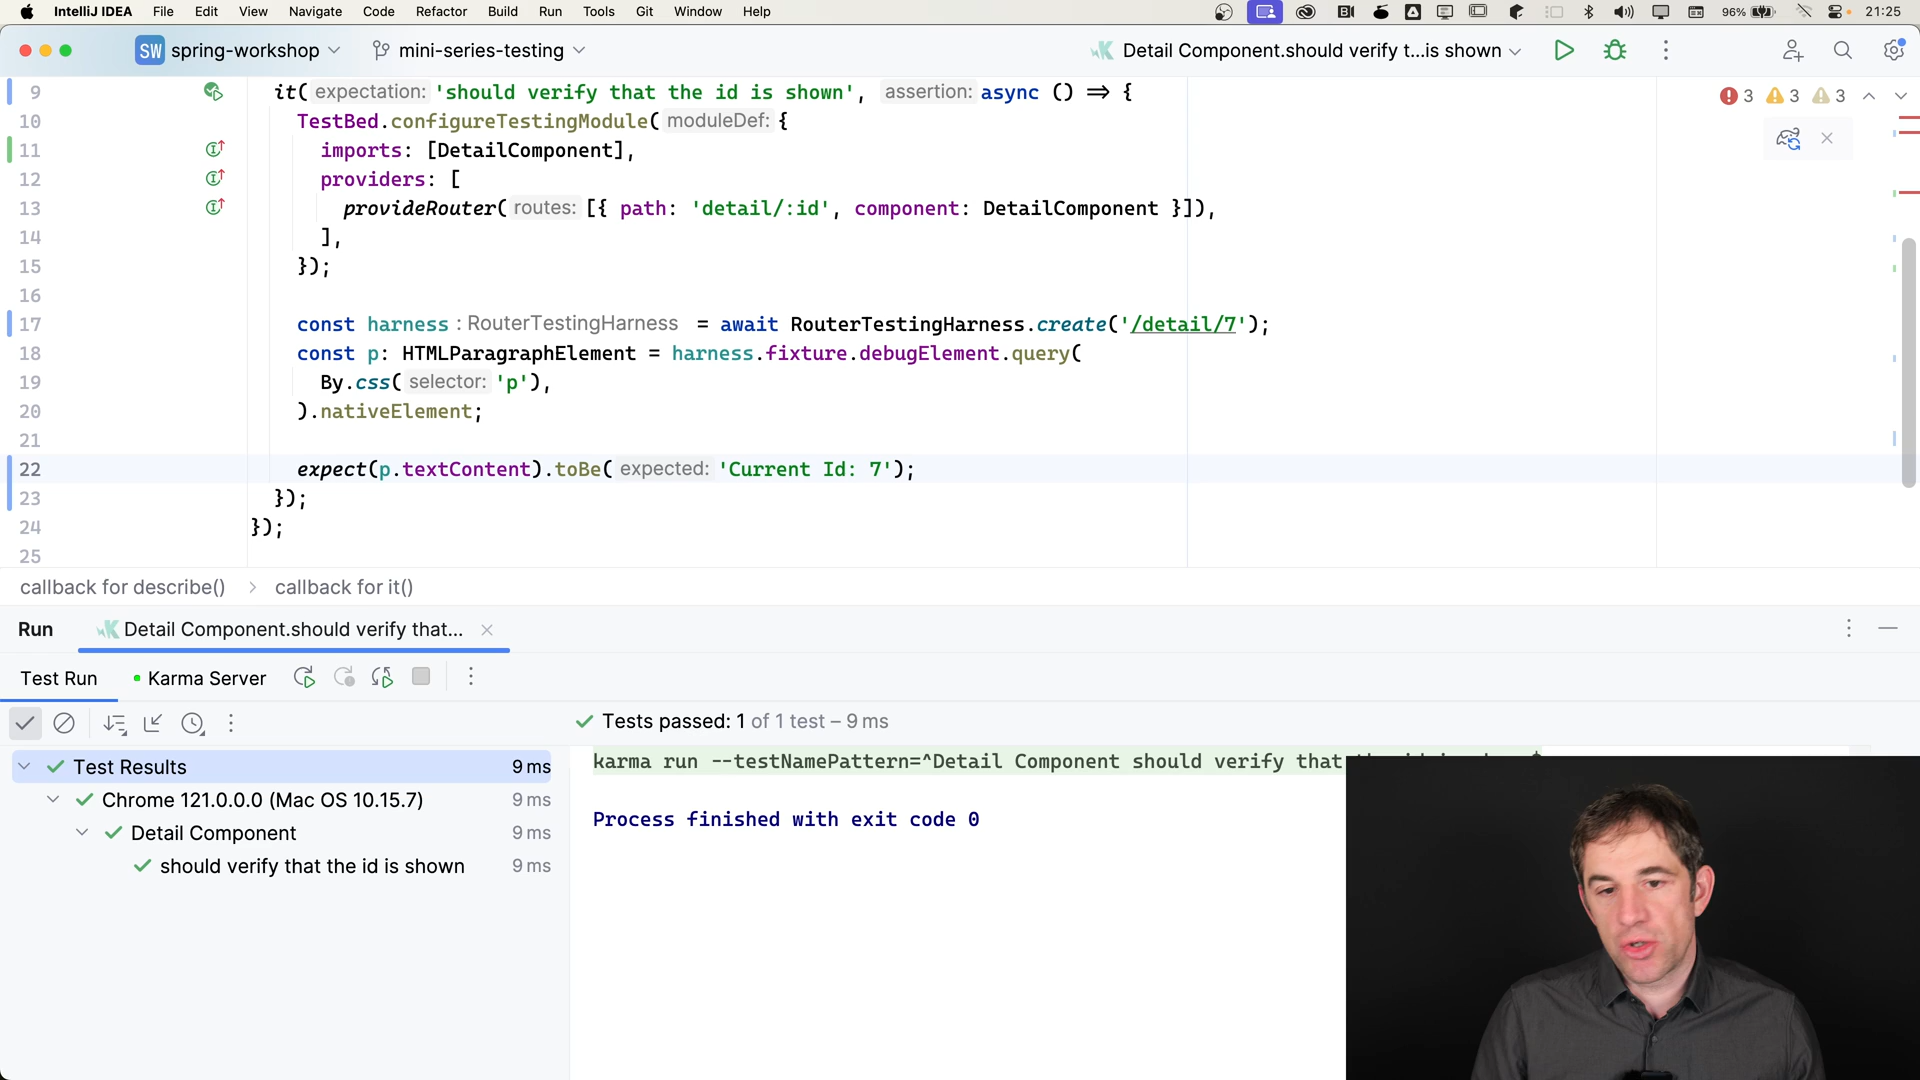 IntelliJ IDEA File Edit View Navigate Code Refactor Build Run Tools Git Window Help 96% 21:25
SW spring-workshop mini-series-testing Detail Component.should verify t...is shown
9 it( expectation: 'should verify that the id is shown', assertion: async () => { 3 3 3
10 TestBed.configureTestingModule( moduleDef: {
11 imports: [DetailComponent],
12 providers: [
13 provideRouter( routes: [{ path: 'detail/:id', component: DetailComponent }]),
14 ],
15 });
16
17 const harness : RouterTestingHarness = await RouterTestingHarness.create('/detail/7');
18 const p: HTMLParagraphElement = harness.fixture.debugElement.query(
19 By.css( selector: 'p'),
20 ).nativeElement;
21
22 expect(p.textContent).toBe( expected: 'Current Id: 7');
23 });
24 });
25
callback for describe() > callback for it()
Run Detail Component.should verify that...
Test Run Karma Server
Tests passed: 1 of 1 test – 9 ms
Test Results 9 ms
karma run --testNamePattern=^Detail Component should verify that
Chrome 121.0.0.0 (Mac OS 10.15.7) 9 ms
Process finished with exit code 0
Detail Component 9 ms
should verify that the id is shown 9 ms